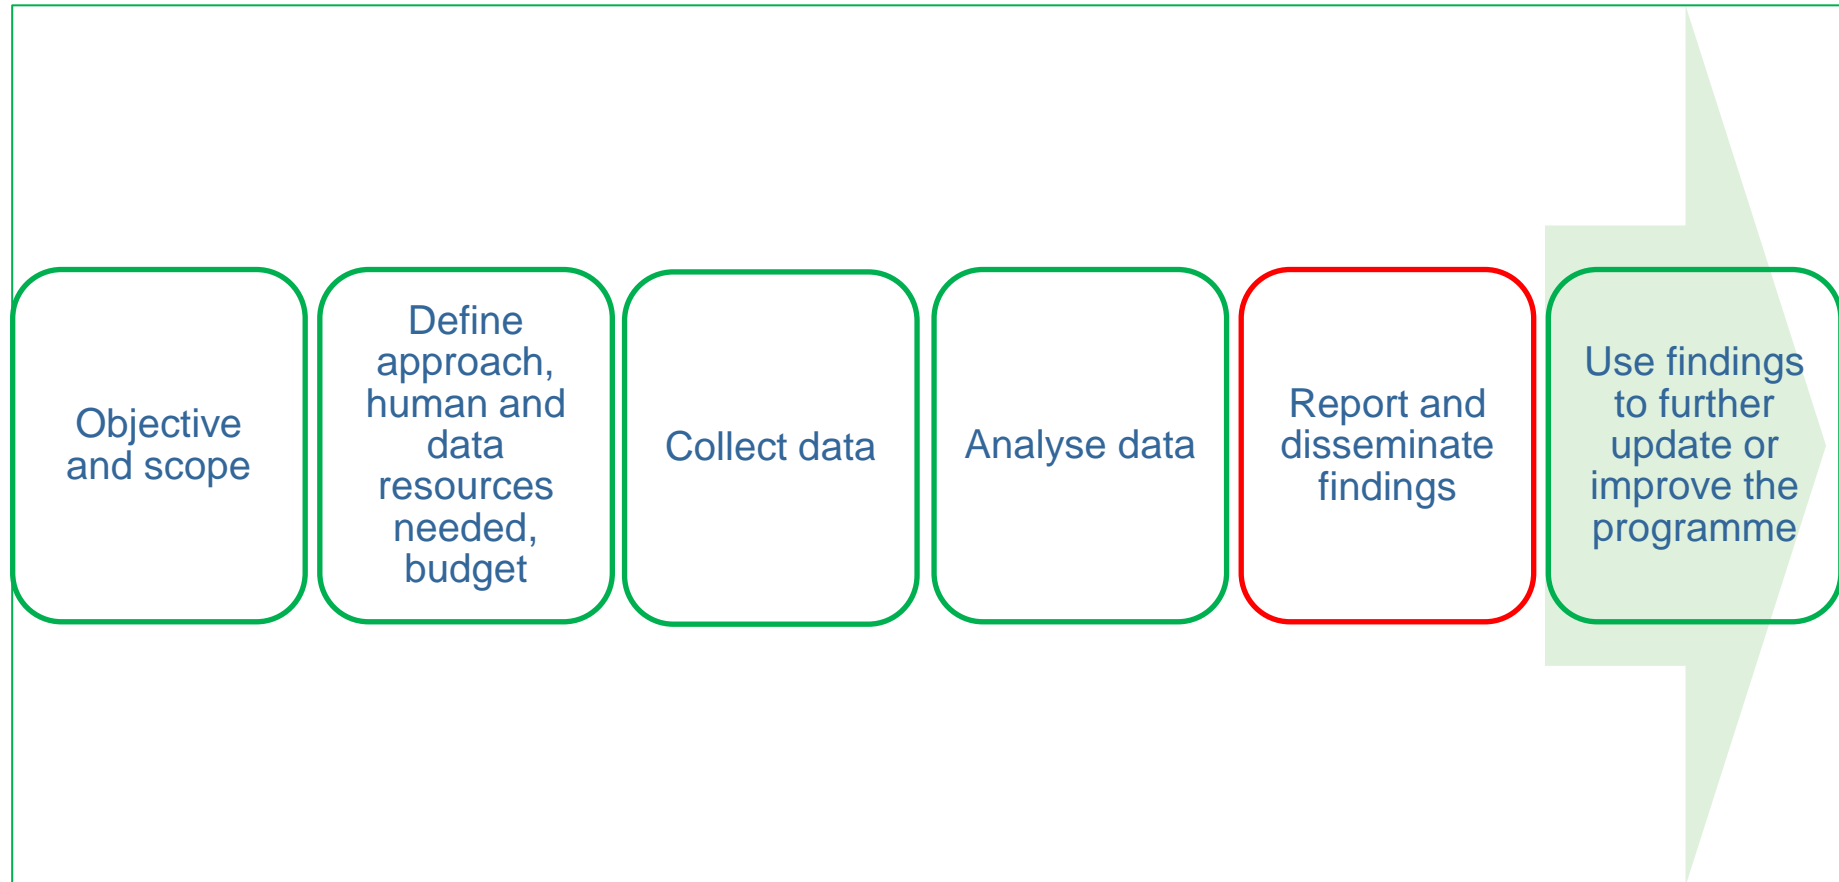 Objective
and scope
Define
approach,
human and
data
resources
needed,
budget
Collect data
Analyse data
Report and
disseminate
findings
Use findings
to further
update or
improve the
programme